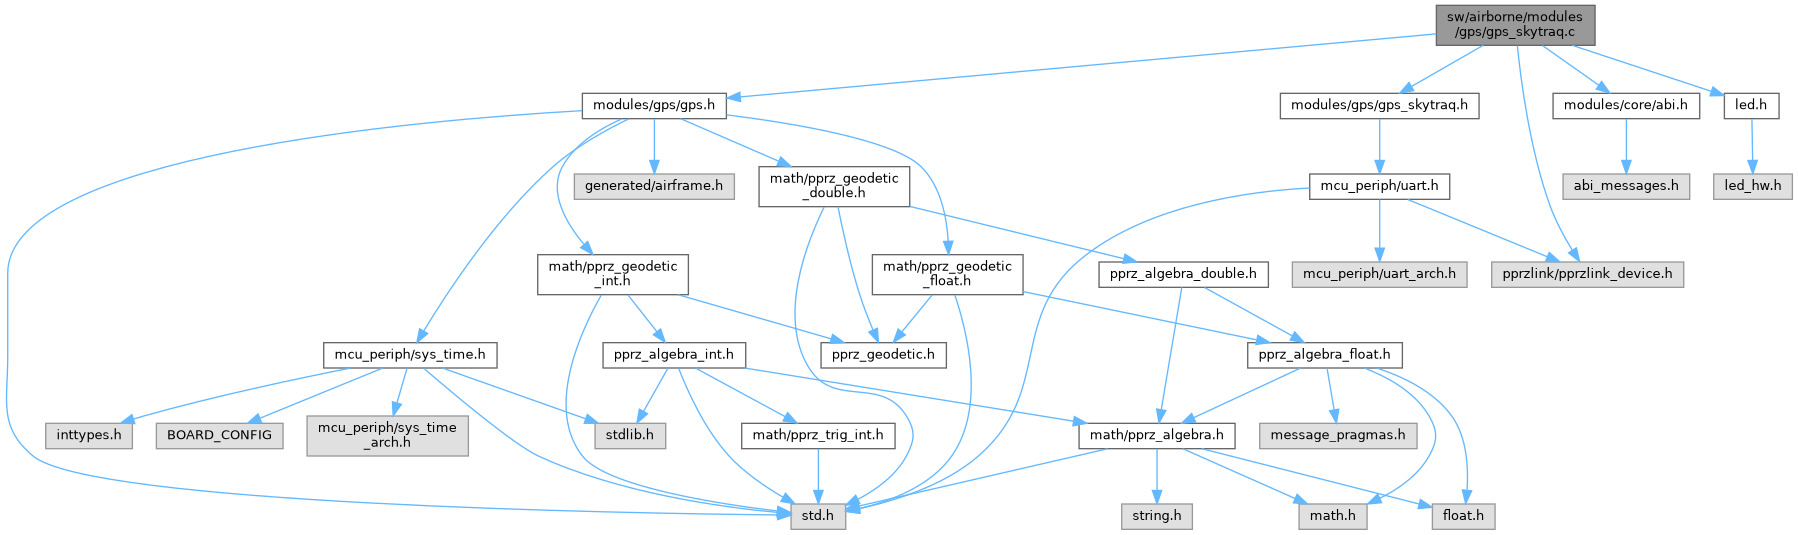 sw/airborne/modules
/gps/gps_skytraq.c
modules/gps/gps.h
modules/gps/gps_skytraq.h
modules/core/abi.h
led.h
generated/airframe.h
math/pprz_geodetic
_double.h
mcu_periph/uart.h
abi_messages.h
led_hw.h
math/pprz_geodetic
_int.h
math/pprz_geodetic
_float.h
pprz_algebra_double.h
mcu_periph/uart_arch.h
pprzlink/pprzlink_device.h
mcu_periph/sys_time.h
pprz_algebra_int.h
pprz_geodetic.h
pprz_algebra_float.h
inttypes.h
BOARD_CONFIG
mcu_periph/sys_time
_arch.h
stdlib.h
math/pprz_trig_int.h
math/pprz_algebra.h
message_pragmas.h
std.h
string.h
math.h
float.h